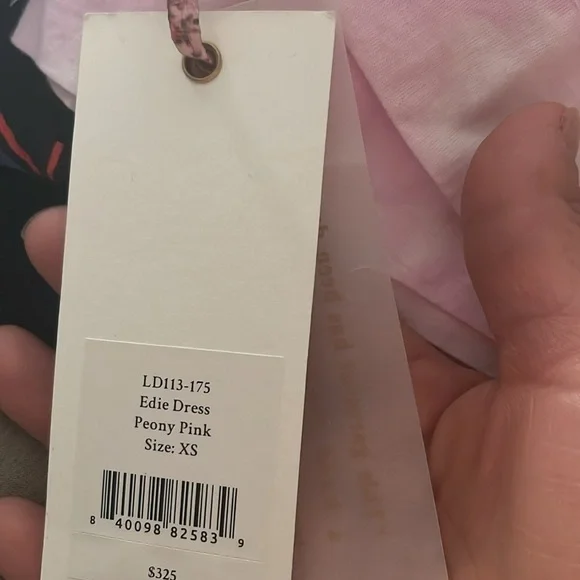 LD113-175
Edie Dress
Peony Pink
Size: XS
8 40098 82583 9
$325